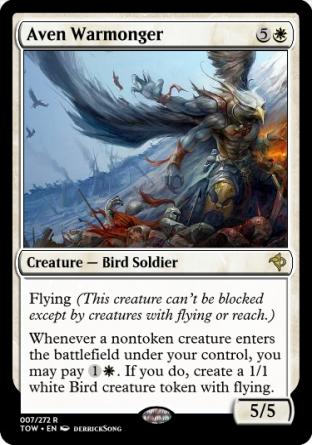 Aven Warmonger 5
Creature — Bird Soldier
Flying (This creature can't be blocked
except by creatures with flying or reach.)
Whenever a nontoken creature enters
the battlefield under your control, you
may pay 1 . If you do, create a 1/1
white Bird creature token with flying.
5/5
007/272 R
TOW • EN DERRICKSONG